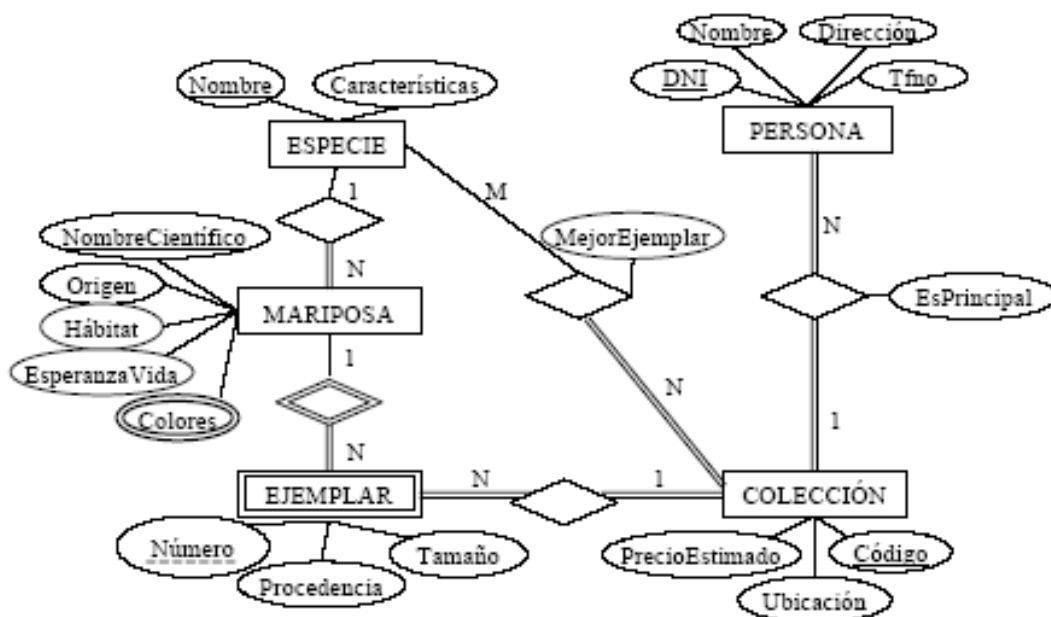 Nombre
Dirección
DNI
Tfno
PERSONA
Nombre
Características
ESPECIE
1
M
N
MejorEjemplar
EsPrincipal
NombreCientífico
Origen
Hábitat
EsperanzaVida
Colores
N
MARIPOSA
1
N
N
1
EJEMPLAR
N
1
COLECCIÓN
Número
Tamaño
Procedencia
PrecioEstimado
Código
Ubicación